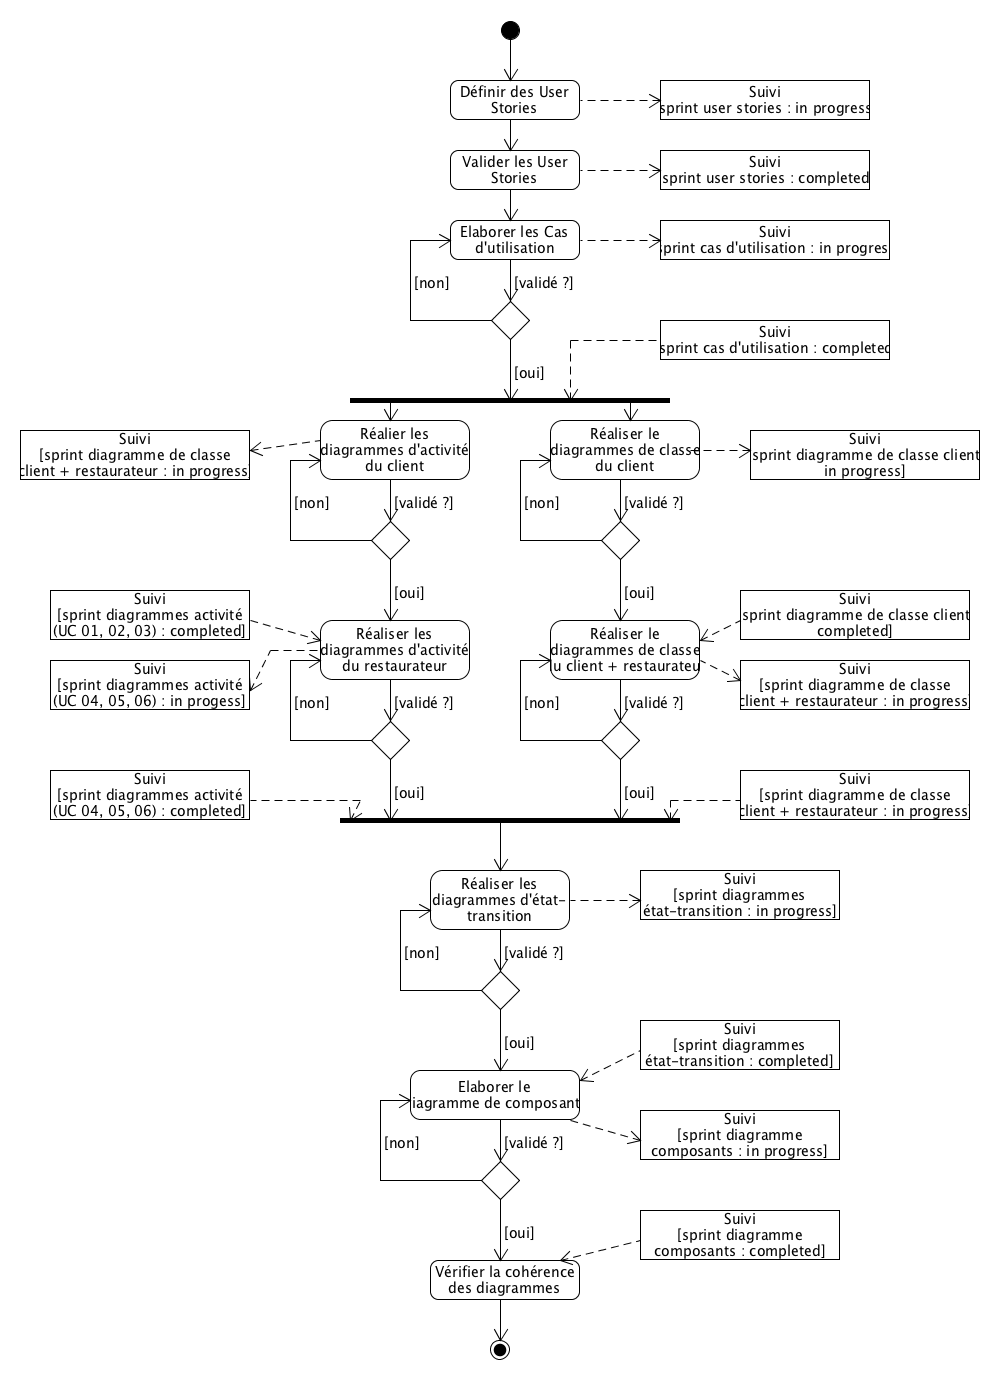 Définir des User
Stories
Suivi
sprint user stories : in progress
Valider les User
Stories
Suivi
sprint user stories : completed
Elaborer les Cas
d'utilisation
Suivi
sprint cas d'utilisation : in progres
[non]
[validé ?]
Suivi
sprint cas d'utilisation : completed
[oui]
Suivi
[sprint diagramme de classe
client + restaurateur : in progress
Réalier les
diagrammes d'activité
du client
Réaliser le
diagrammes de classe
du client
Suivi
sprint diagramme de classe client
in progress]
[non]
[validé ?]
[non]
[validé ?]
[oui]
[oui]
Suivi
[sprint diagrammes activité
(UC 01, 02, 03) : completed]
Suivi
[sprint diagrammes activité
(UC 04, 05, 06) : in progess]
Réaliser les
diagrammes d'activité
du restaurateur
Réaliser le
diagrammes de classe
u client + restaurateu
Suivi
sprint diagramme de classe client
completed]
Suivi
[sprint diagramme de classe
client + restaurateur : in progress
[non]
[validé ?]
[non]
[validé ?]
Suivi
[sprint diagrammes activité
(UC 04, 05, 06) : completed]
[oui]
[oui]
Suivi
[sprint diagramme de classe
client + restaurateur : in progress
Réaliser les
diagrammes d'état-
transition
Suivi
[sprint diagrammes
état-transition : in progress]
[non]
[validé ?]
[oui]
Suivi
[sprint diagrammes
état-transition : completed]
Elaborer le
iagramme de composant
Suivi
[sprint diagramme
composants : in progress]
[non]
[validé ?]
[oui]
Suivi
[sprint diagramme
composants : completed]
Vérifier la cohérence
des diagrammes